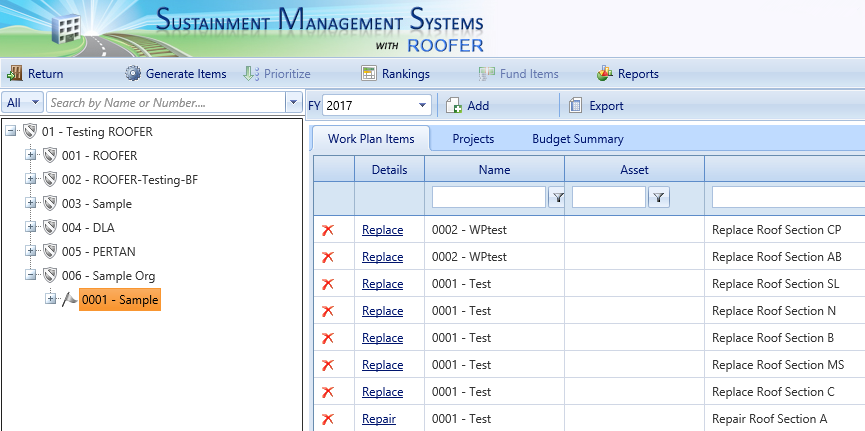 SUSTAINMENT MANAGEMENT SYSTEMS
WITH ROOFER
Return Generate Items Prioritize Rankings Fund Items Reports
All Search by Name or Number.... FY 2017 Add Export
01 - Testing ROOFER
001 - ROOFER
002 - ROOFER-Testing-BF
003 - Sample
004 - DLA
005 - PERTAN
006 - Sample Org
0001 - Sample
Work Plan Items Projects Budget Summary
Details Name Asset
Replace 0002 - WPtest Replace Roof Section CP
Replace 0002 - WPtest Replace Roof Section AB
Replace 0001 - Test Replace Roof Section SL
Replace 0001 - Test Replace Roof Section N
Replace 0001 - Test Replace Roof Section B
Replace 0001 - Test Replace Roof Section MS
Replace 0001 - Test Replace Roof Section C
Repair 0001 - Test Repair Roof Section A